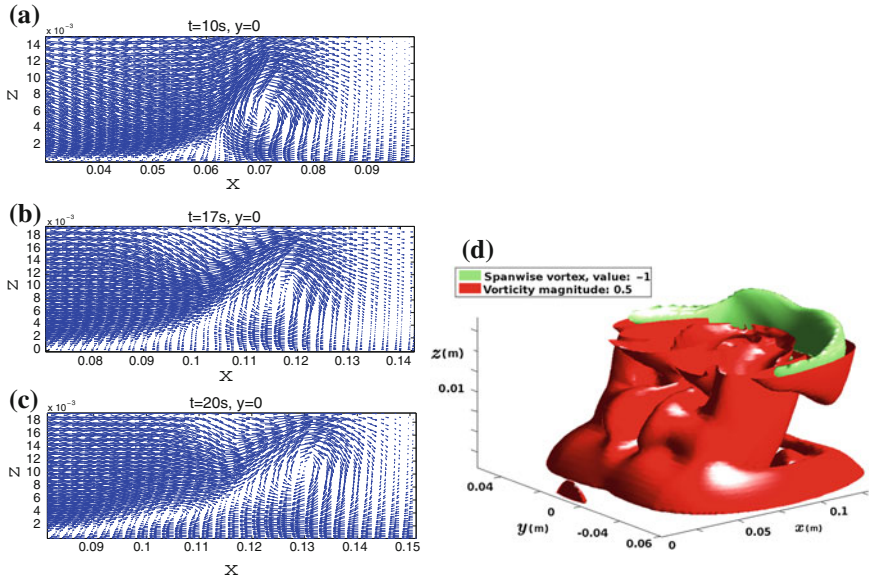 (a)
x 10⁻³
t=10s, y=0
14
12
10
8
6
4
2
Z
0.04 0.05 0.06 0.07 0.08 0.09
X
(b)
x 10⁻³
t=17s, y=0
18
16
14
12
10
8
6
4
2
0
Z
0.08 0.09 0.1 0.11 0.12 0.13 0.14
X
(c)
x 10⁻³
t=20s, y=0
18
16
14
12
10
8
6
4
2
Z
0.09 0.1 0.11 0.12 0.13 0.14 0.15
X
(d)
Spanwise vortex, value: −1
Vorticity magnitude: 0.5
z(m)
0.01
0.04
0
-0.04
0.06
y(m)
0
0.05
0.1
x(m)